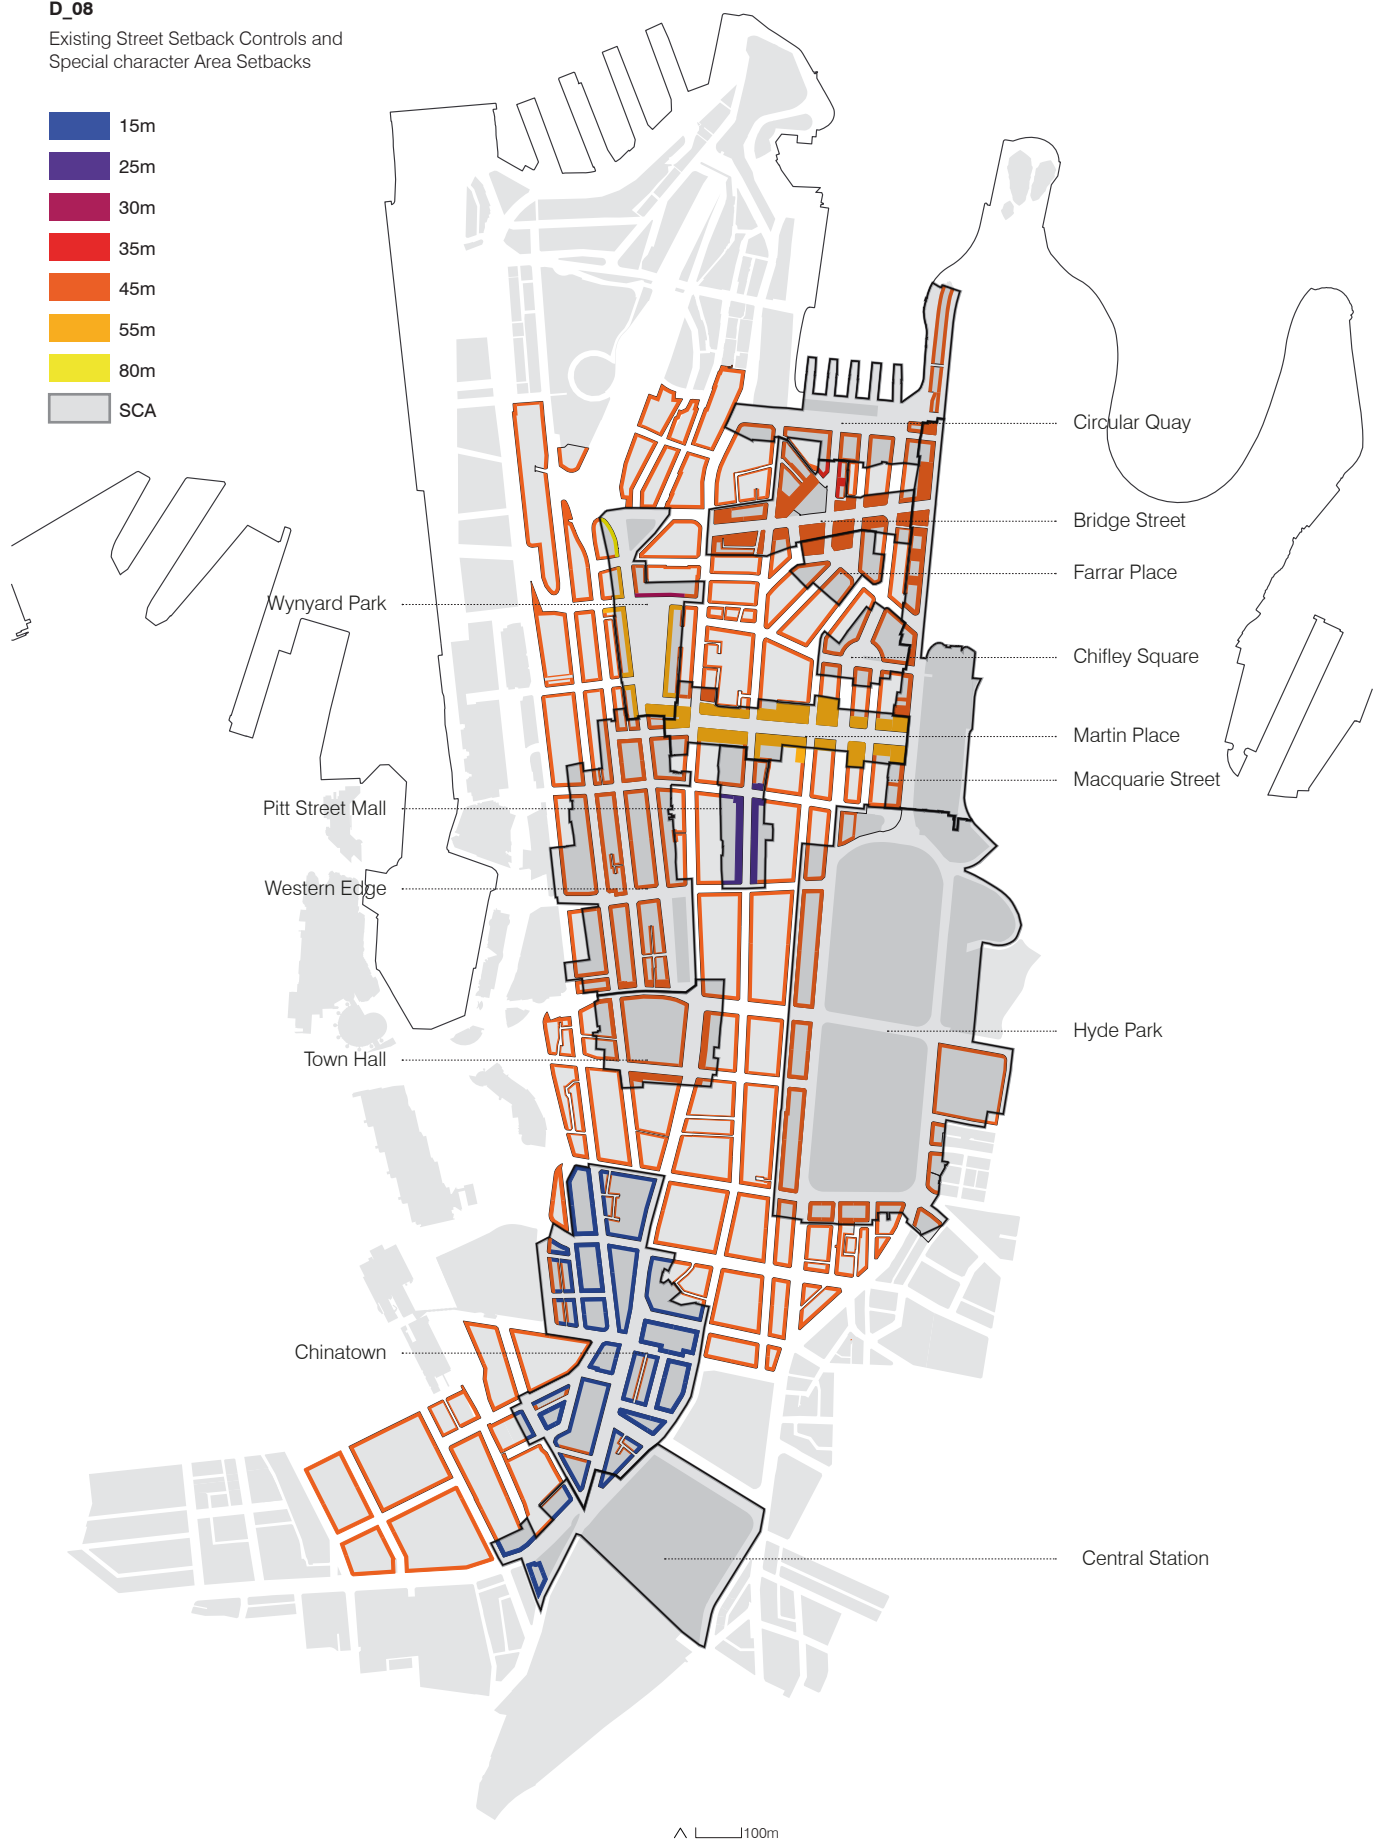 D_08
Existing Street Setback Controls and
Special character Area Setbacks
15m
25m
30m
35m
45m
55m
80m
SCA
Circular Quay
Bridge Street
Farrar Place
Wynyard Park
Chifley Square
Martin Place
Macquarie Street
Pitt Street Mall
Western Edge
Hyde Park
Town Hall
Chinatown
Central Station
100m